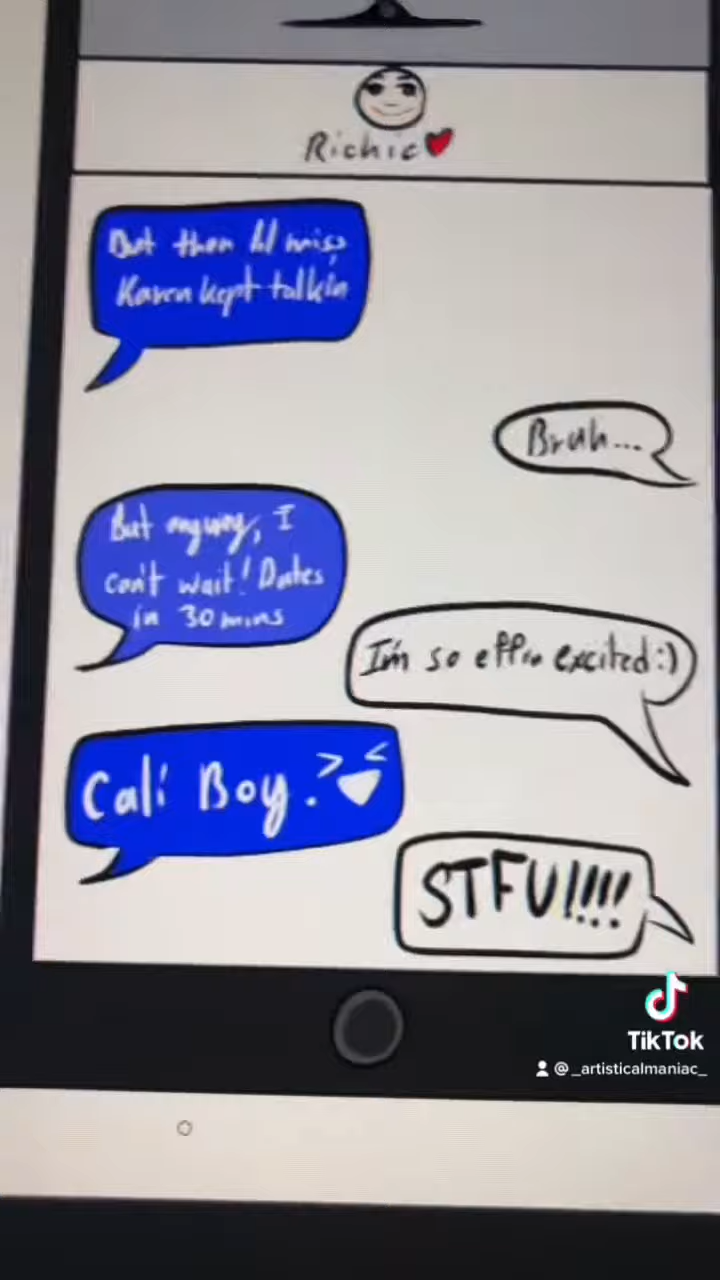 Richie
But then lil miss
Karen kept talkin
Bruh...
But anyway, I
can't wait! Dates
in 30 mins
I'm so effin excited:)
Cali Boy.
STFU!!!!
TikTok
@_artisticalmaniac_